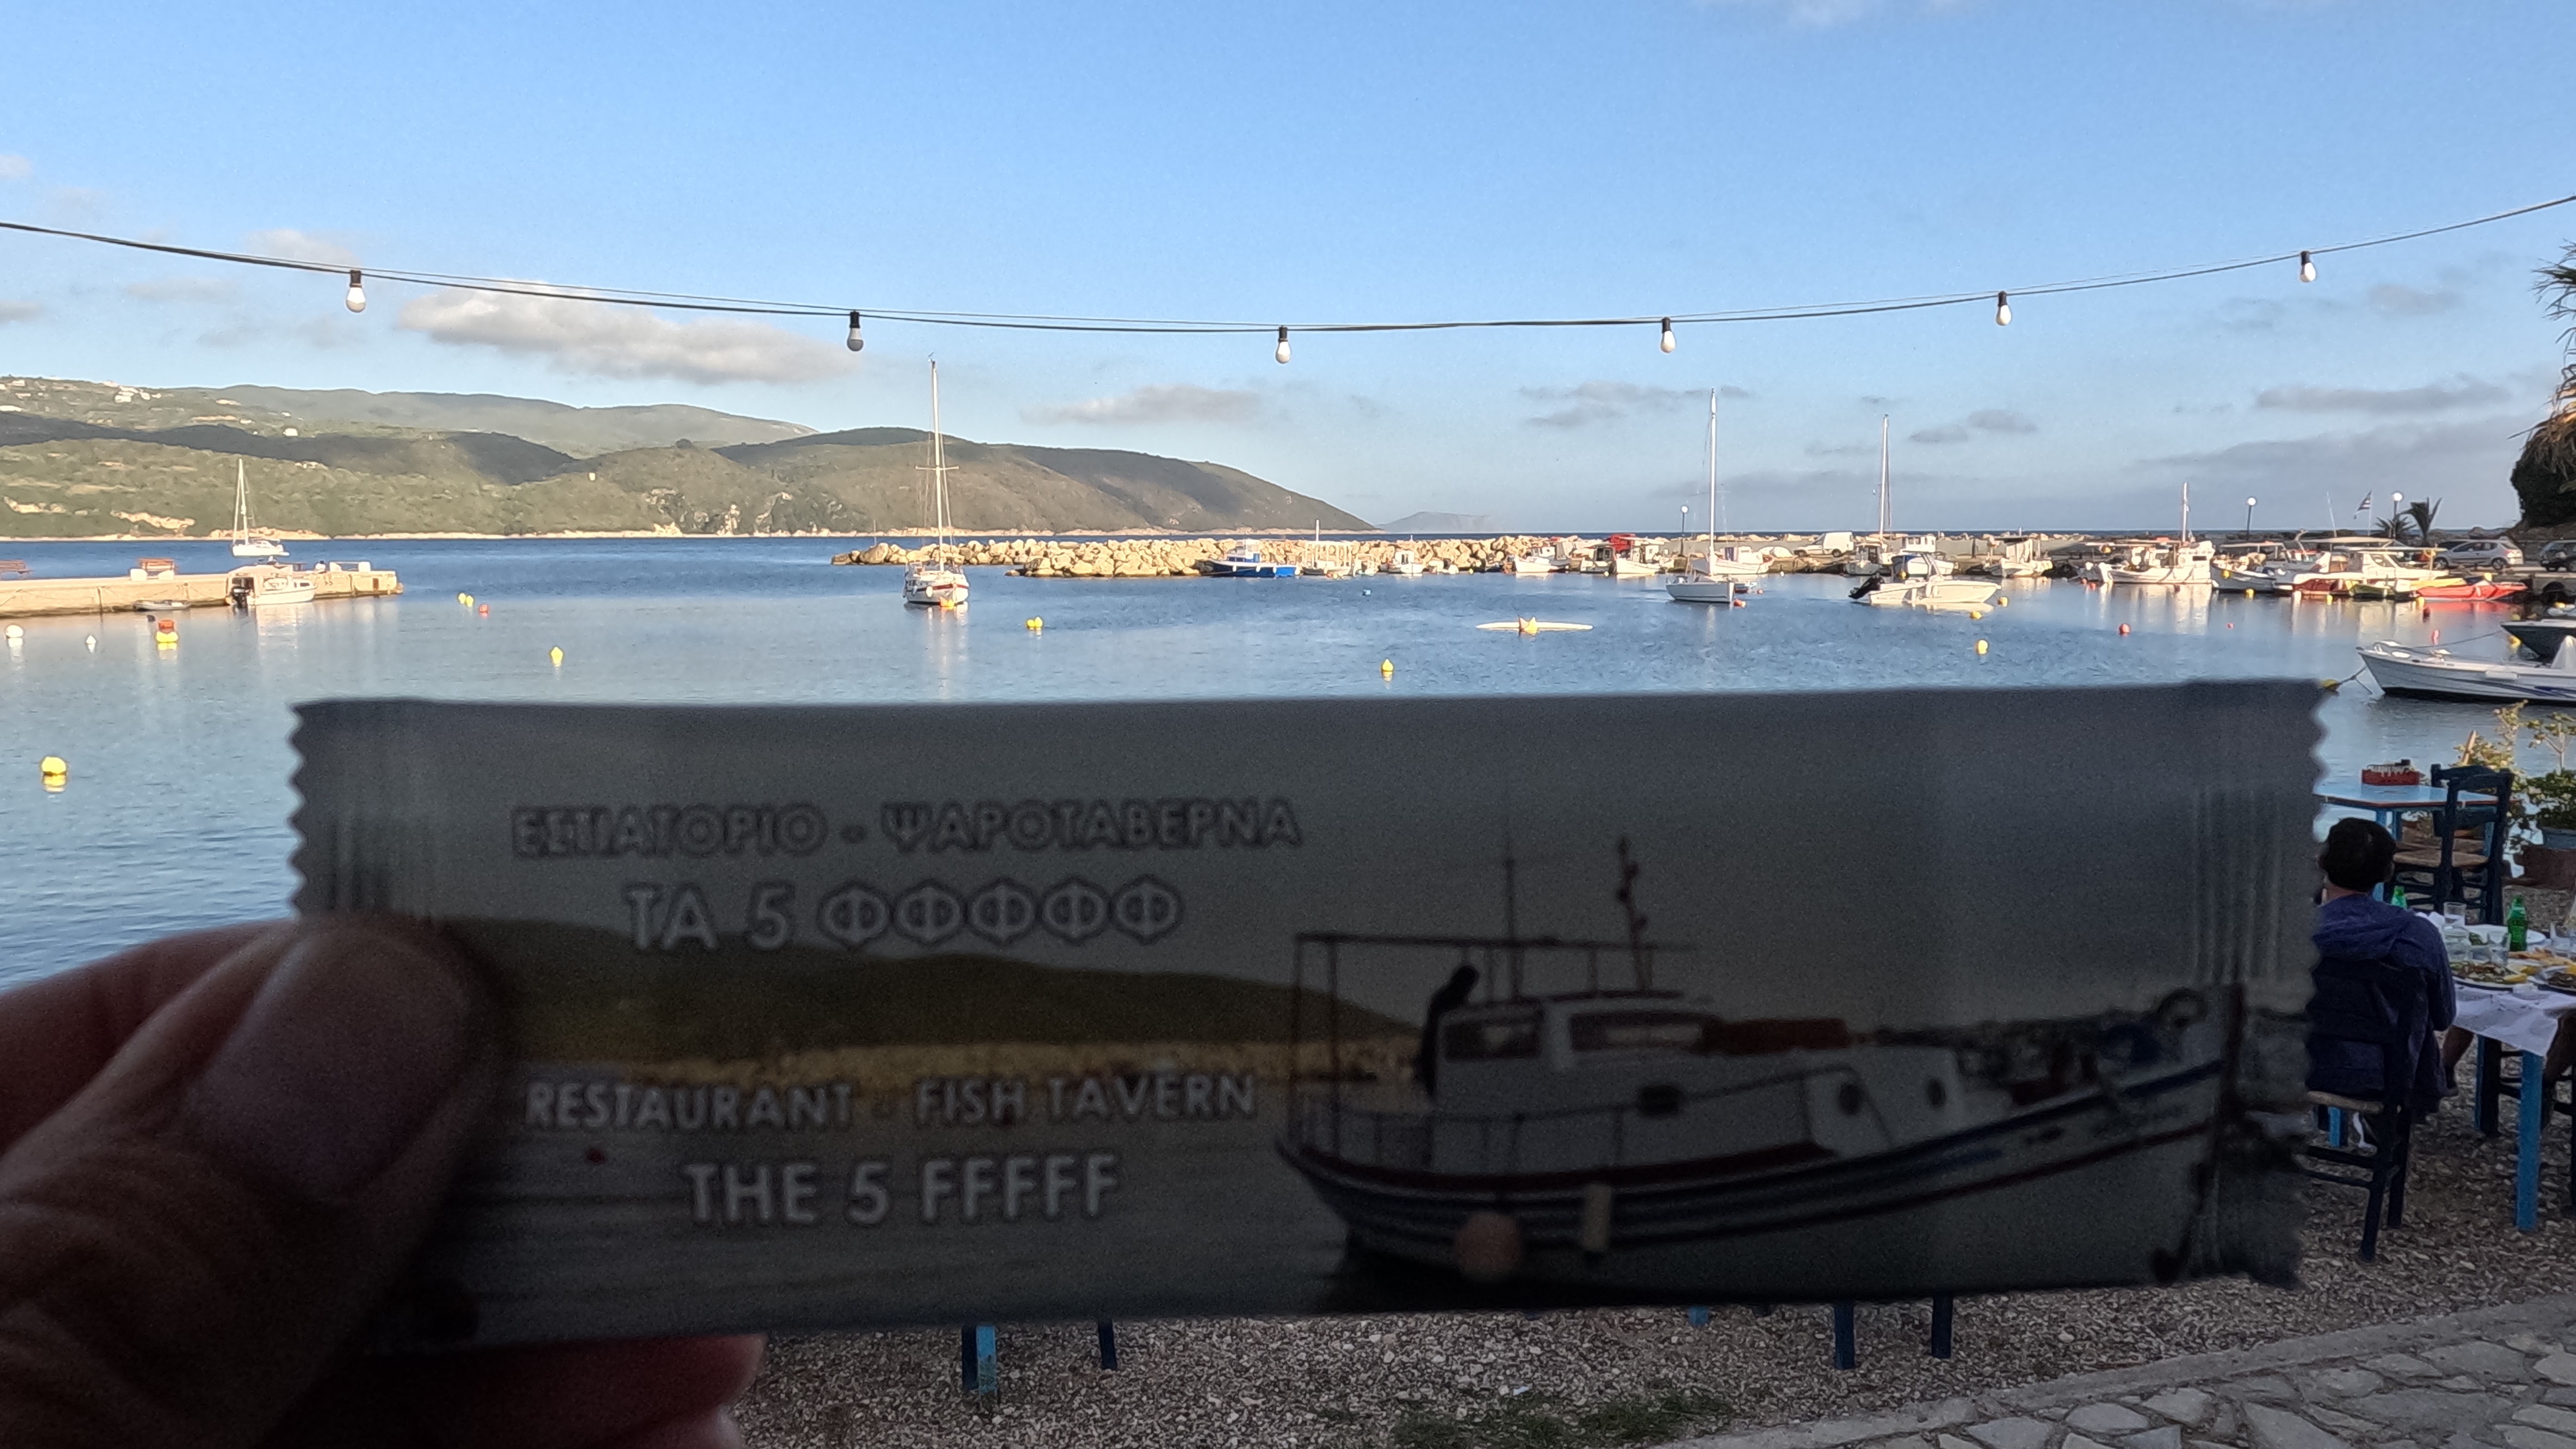 ΕΣΤΙΑΤΟΡΙΟ - ΨΑΡΟΤΑΒΕΡΝΑ
ΤΑ 5 ΦΦΦΦΦ
RESTAURANT - FISH TAVERN
THE 5 FFFFF